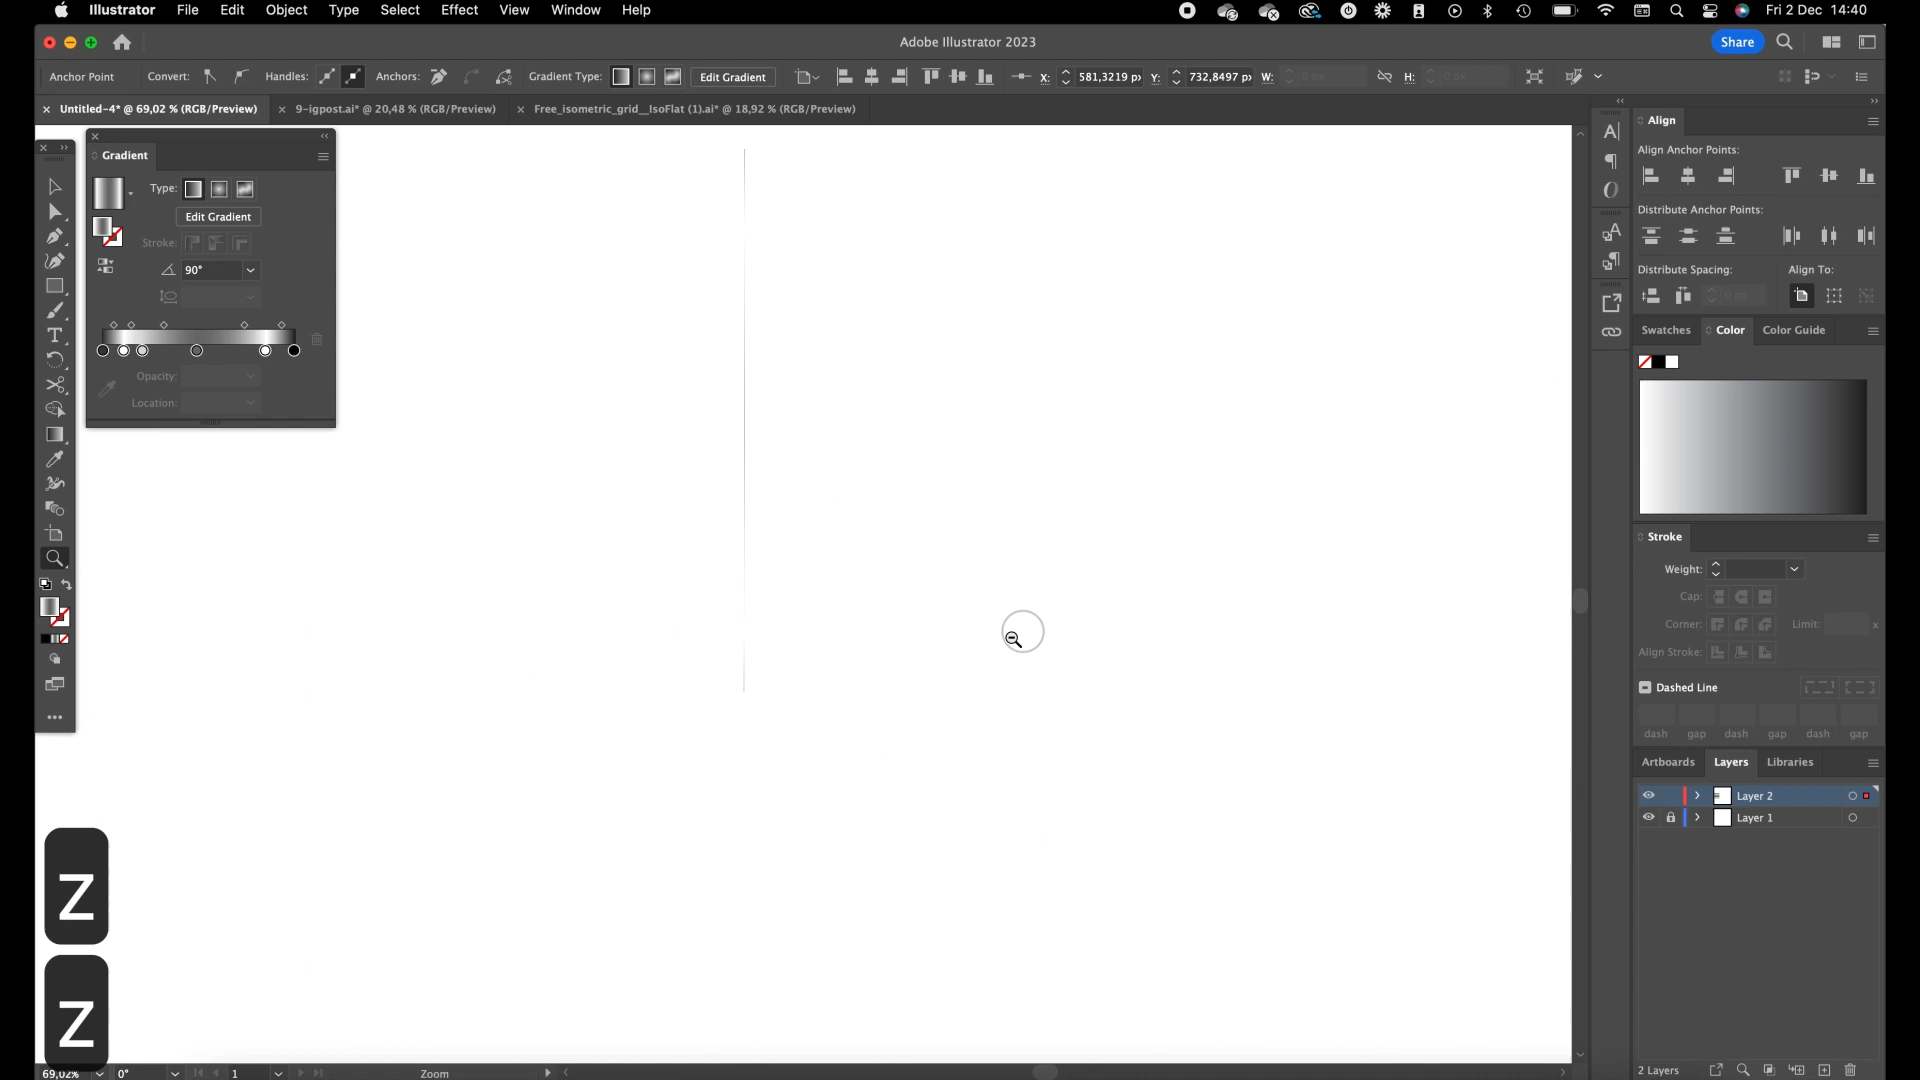 Illustrator File Edit Object Type Select Effect View Window Help Fri 2 Dec 14:40
Adobe Illustrator 2023 Share
Anchor Point Convert: Handles: Anchors: Gradient Type: Edit Gradient X: 581,3219 p Y: 732,8497 p W: 0 px H: 0 px
× Untitled-4* @ 69,02 % (RGB/Preview) × 9-igpost.ai* @ 20,48 % (RGB/Preview) × Free_isometric_grid__IsoFlat (1).ai* @ 18,92 % (RGB/Preview)
Gradient
Type:
Edit Gradient
Stroke:
90°
Opacity:
Location:
Align
Align Anchor Points:
Distribute Anchor Points:
Distribute Spacing: Align To:
0 px
Swatches Color Color Guide
Stroke
Weight:
Cap:
Corner: Limit: x
Align Stroke:
Dashed Line
dash gap dash gap dash gap
Artboards Layers Libraries
Layer 2
Layer 1
2 Layers
Z
Z
69,02% 0° 1 Zoom